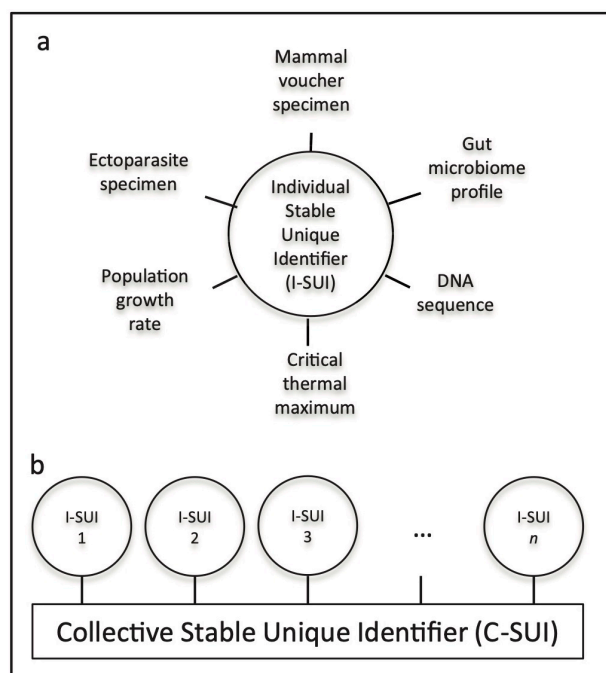 a
Mammal
voucher
specimen
Ectoparasite
specimen
Gut
microbiome
profile
Individual
Stable
Unique
Identifier
(I-SUI)
Population
growth
rate
DNA
sequence
Critical
thermal
maximum
b
I-SUI
1
I-SUI
2
I-SUI
3
...
I-SUI
n
Collective Stable Unique Identifier (C-SUI)